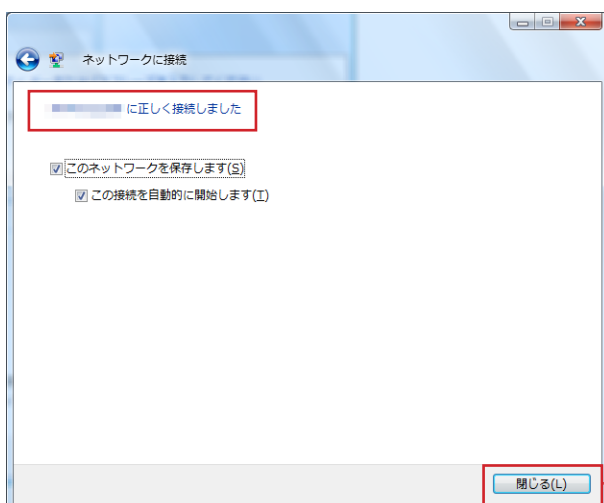 ネットワークに接続
に正しく接続しました
このネットワークを保存します(S)
この接続を自動的に開始します(T)
閉じる(L)